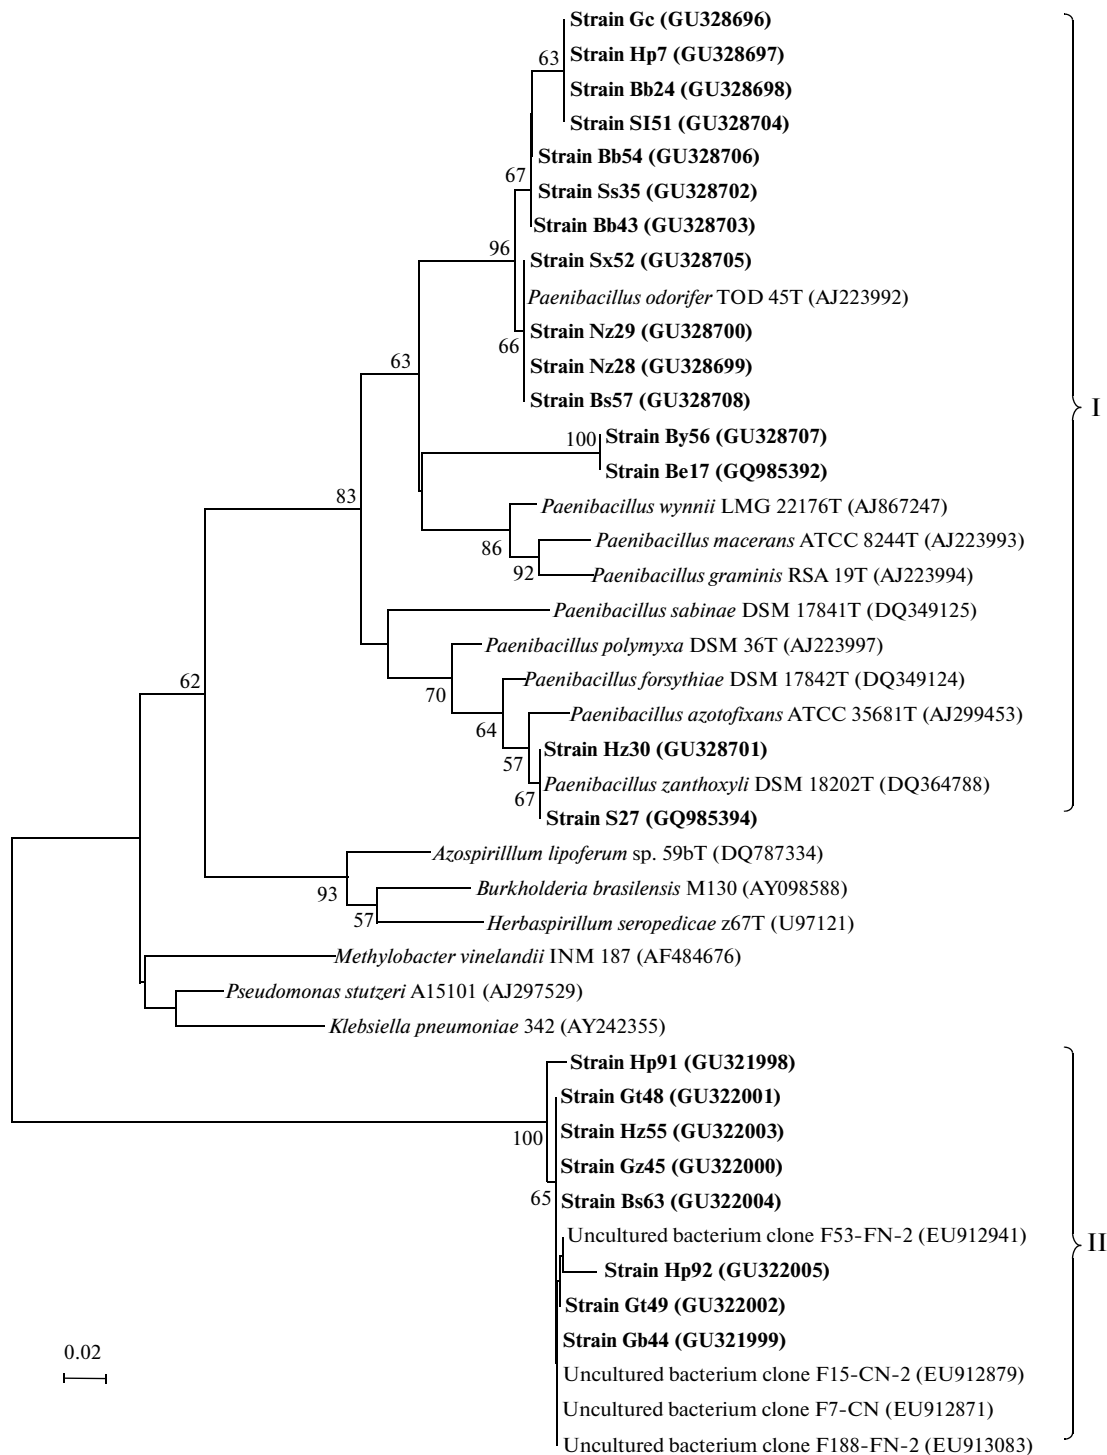 Strain Gc (GU328696)
63
Strain Hp7 (GU328697)
Strain Bb24 (GU328698)
Strain SI51 (GU328704)
Strain Bb54 (GU328706)
67
Strain Ss35 (GU328702)
Strain Bb43 (GU328703)
96
Strain Sx52 (GU328705)
Paenibacillus odorifer TOD 45T (AJ223992)
Strain Nz29 (GU328700)
66
63
Strain Nz28 (GU328699)
Strain Bs57 (GU328708)
I
100
Strain By56 (GU328707)
Strain Be17 (GQ985392)
83
Paenibacillus wynnii LMG 22176T (AJ867247)
86
Paenibacillus macerans ATCC 8244T (AJ223993)
92
Paenibacillus graminis RSA 19T (AJ223994)
Paenibacillus sabinae DSM 17841T (DQ349125)
Paenibacillus polymyxa DSM 36T (AJ223997)
62
Paenibacillus forsythiae DSM 17842T (DQ349124)
70
Paenibacillus azotofixans ATCC 35681T (AJ299453)
64
Strain Hz30 (GU328701)
57
Paenibacillus zanthoxyli DSM 18202T (DQ364788)
67
Strain S27 (GQ985394)
Azospirilllum lipoferum sp. 59bT (DQ787334)
93
Burkholderia brasilensis M130 (AY098588)
57
Herbaspirillum seropedicae z67T (U97121)
Methylobacter vinelandii INM 187 (AF484676)
Pseudomonas stutzeri A15101 (AJ297529)
Klebsiella pneumoniae 342 (AY242355)
Strain Hp91 (GU321998)
Strain Gt48 (GU322001)
100
Strain Hz55 (GU322003)
Strain Gz45 (GU322000)
65
Strain Bs63 (GU322004)
Uncultured bacterium clone F53-FN-2 (EU912941)
II
Strain Hp92 (GU322005)
Strain Gt49 (GU322002)
Strain Gb44 (GU321999)
0.02
Uncultured bacterium clone F15-CN-2 (EU912879)
Uncultured bacterium clone F7-CN (EU912871)
Uncultured bacterium clone F188-FN-2 (EU913083)